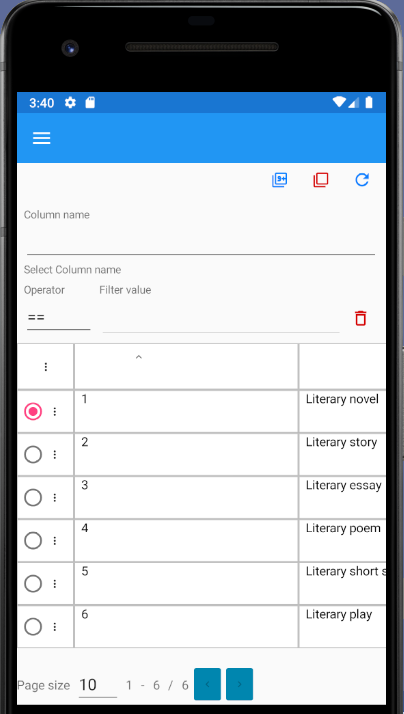 3:40
Column name
Select Column name
Operator Filter value
==
1 Literary novel
2 Literary story
3 Literary essay
4 Literary poem
5 Literary short s
6 Literary play
Page size 10 1 - 6 / 6 < >